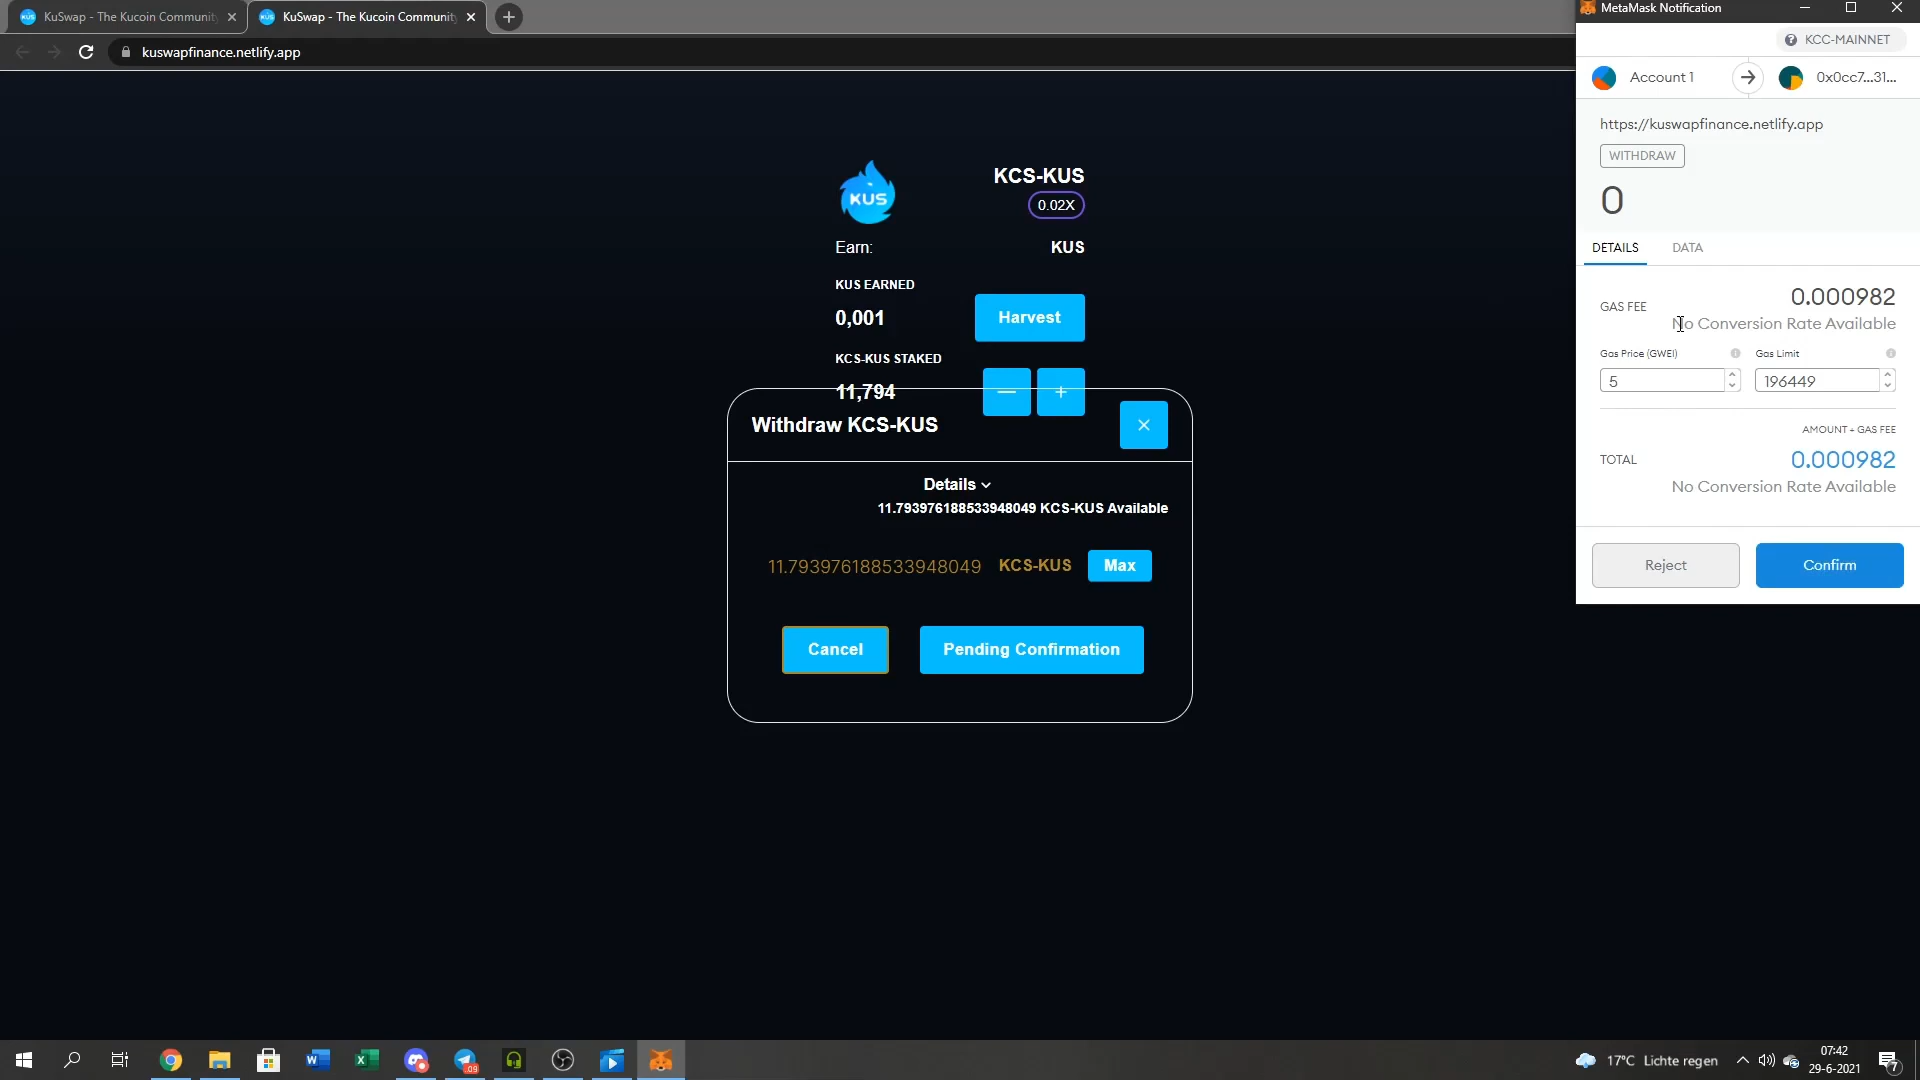 KuSwap - The Kucoin Community
KuSwap - The Kucoin Community
MetaMask Notification
kuswapfinance.netlify.app
KCC-MAINNET
Account 1
0x0cc7...31...
https://kuswapfinance.netlify.app
WITHDRAW
0
DETAILS
DATA
GAS FEE
0.000982
No Conversion Rate Available
Gas Price (GWEI)
Gas Limit
5
196449
AMOUNT + GAS FEE
TOTAL
0.000982
No Conversion Rate Available
Reject
Confirm
KUS
KCS-KUS
0.02X
Earn:
KUS
KUS EARNED
0,001
Harvest
KCS-KUS STAKED
11,794
Withdraw KCS-KUS
Details
11.793976188533948049 KCS-KUS Available
11.793976188533948049 KCS-KUS Max
Cancel
Pending Confirmation
17°C Lichte regen
07:42
29-6-2021
7
.09